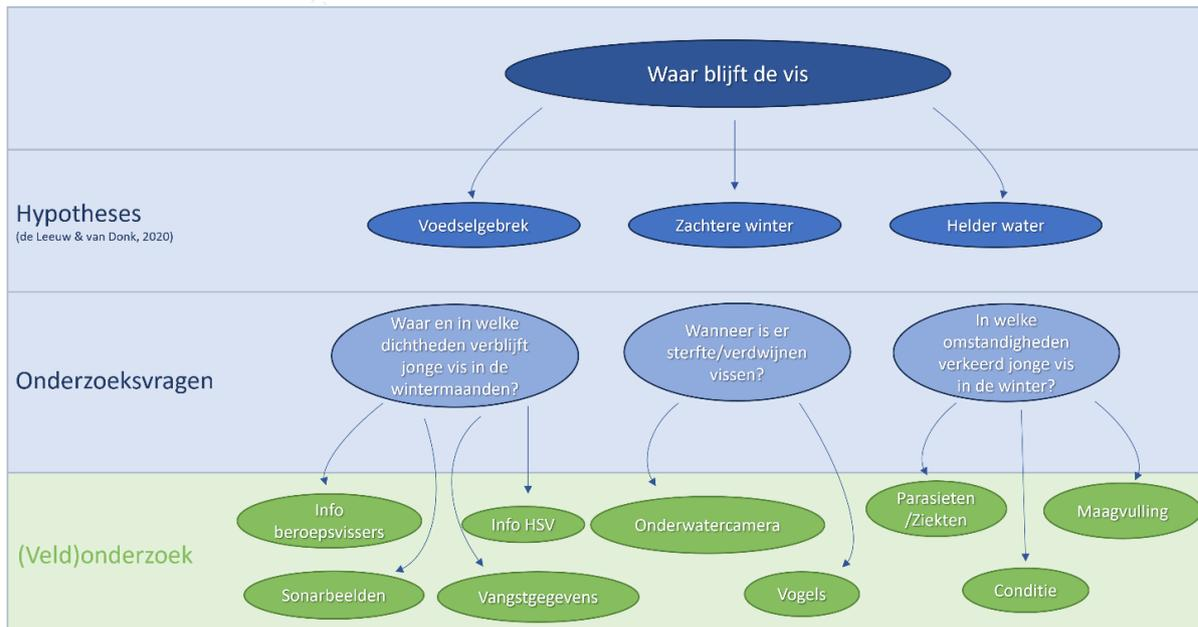 Waar blijft de vis
Hypotheses
(de Leeuw & van Donk, 2020)
Voedselgebrek
Zachtere winter
Helder water
Onderzoeksvragen
Waar en in welke
dichtheden verblijft
jonge vis in de
wintermaanden?
Wanneer is er
sterfte/verdwijnen
vissen?
In welke
omstandigheden
verkeerd jonge vis
in de winter?
(Veld)onderzoek
Info
beroepsvissers
Info HSV
Onderwatercamera
Parasieten
/Ziekten
Maagvulling
Sonarbeelden
Vangstgegevens
Vogels
Conditie